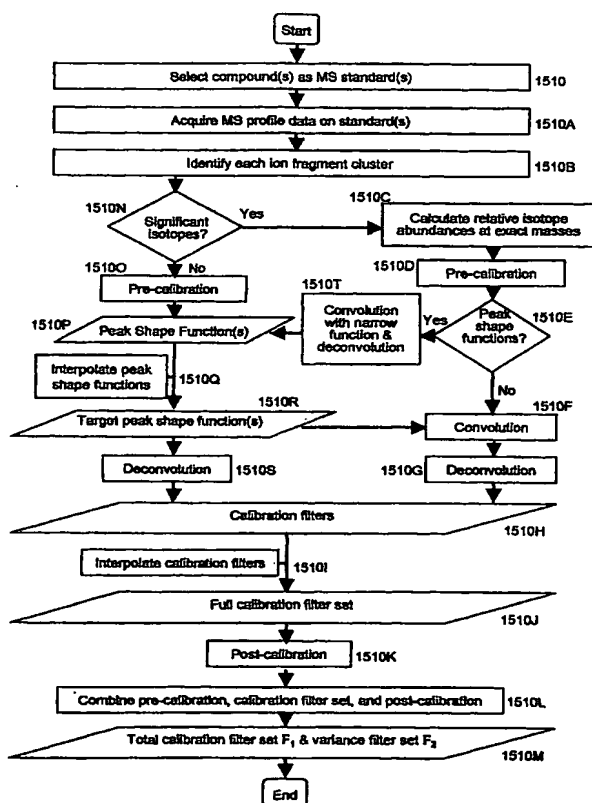 Start
Select compound(s) as MS standard(s)
1510
Acquire MS profile data on standard(s)
1510A
Identify each ion fragment cluster
1510B
1510N
Significant
isotopes?
Yes
1510C
Calculate relative isotope
abundances at exact masses
1510O
No
Pre-calibration
1510D
Pre-calibration
1510T
Convolution
with narrow
function &
deconvolution
Yes
Peak
shape
functions?
1510E
1510P
Peak Shape Function(s)
Interpolate peak
shape functions
1510Q
No
1510R
Target peak shape function(s)
1510F
Convolution
Deconvolution
1510S
1510G
Deconvolution
Calibration filters
1510H
Interpolate calibration filters
1510I
Full calibration filter set
1510J
Post-calibration
1510K
Combine pre-calibration, calibration filter set, and post-calibration
1510L
Total calibration filter set F₁ & variance filter set F₂
1510M
End